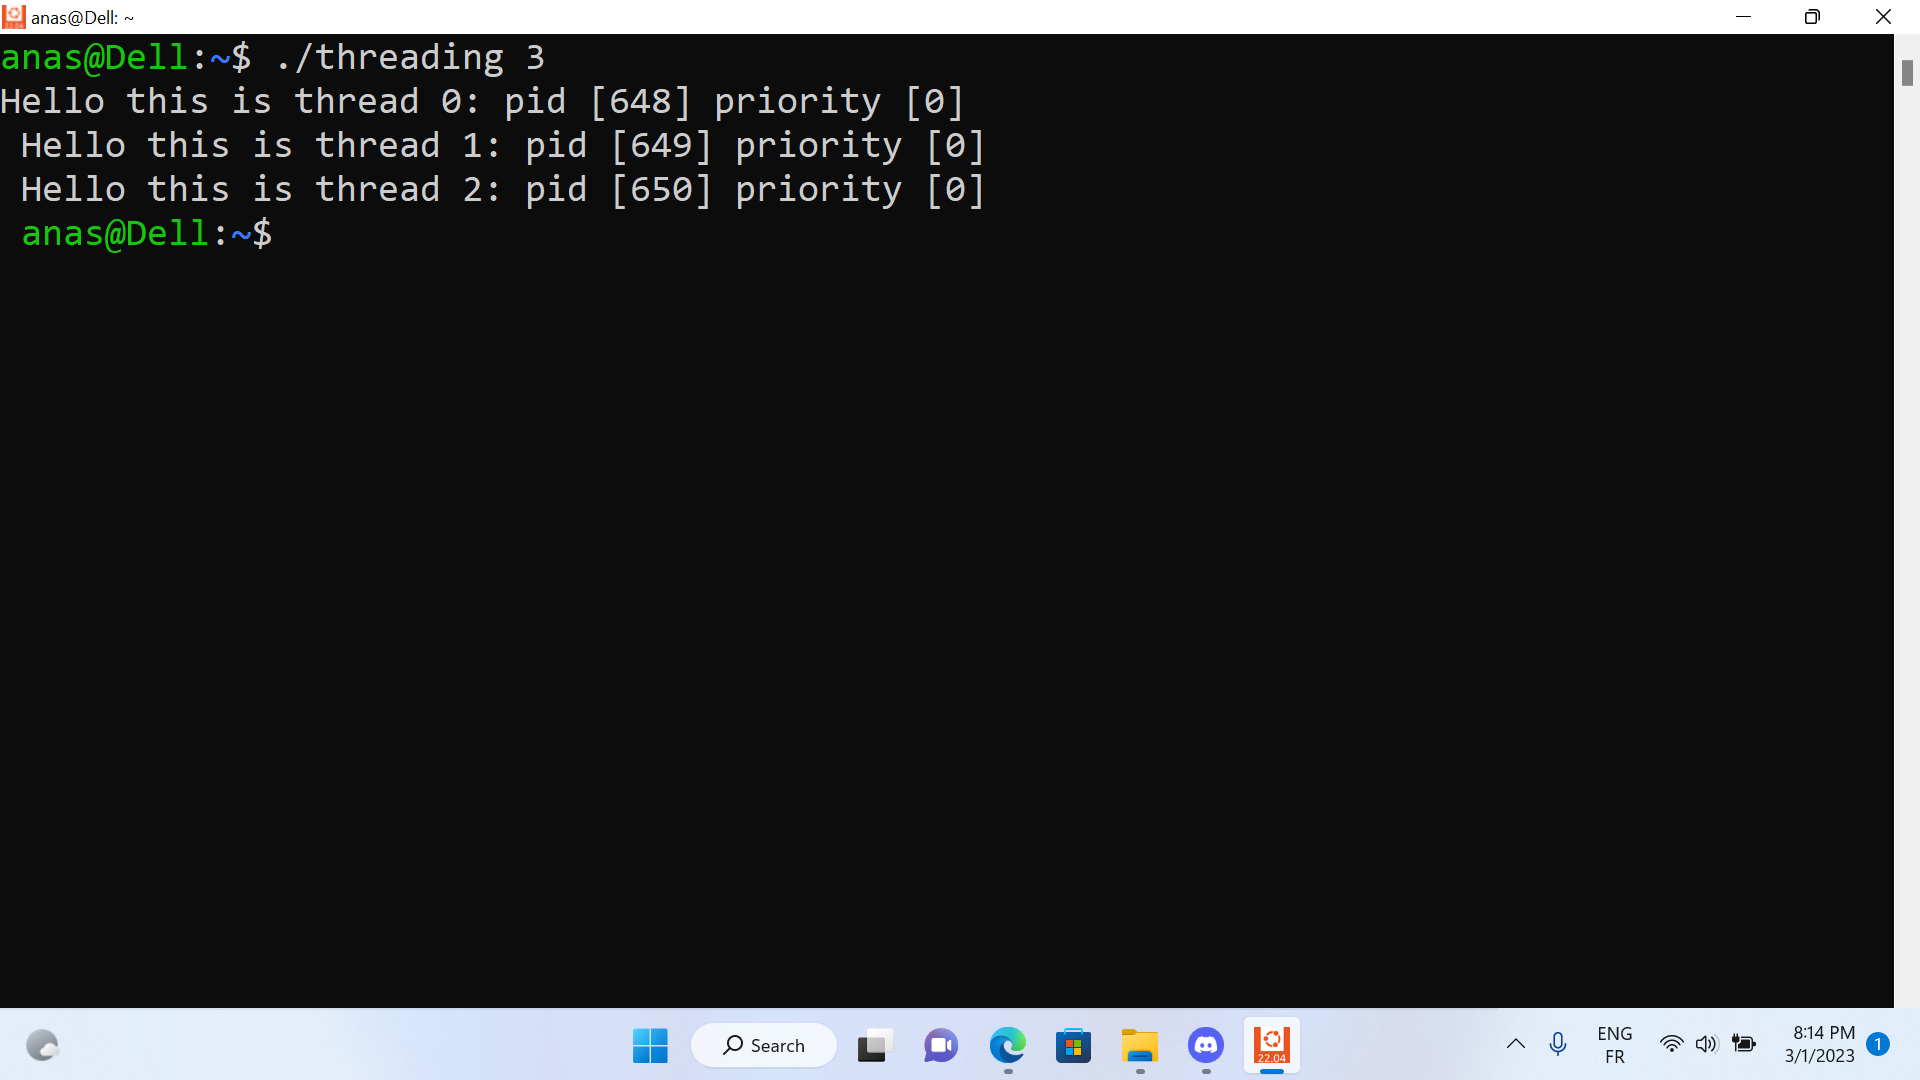 anas@Dell: ~
anas@Dell:~$ ./threading 3
Hello this is thread 0: pid [648] priority [0]
Hello this is thread 1: pid [649] priority [0]
Hello this is thread 2: pid [650] priority [0]
anas@Dell:~$
Search
22.04
ENG
FR
8:14 PM
3/1/2023
1